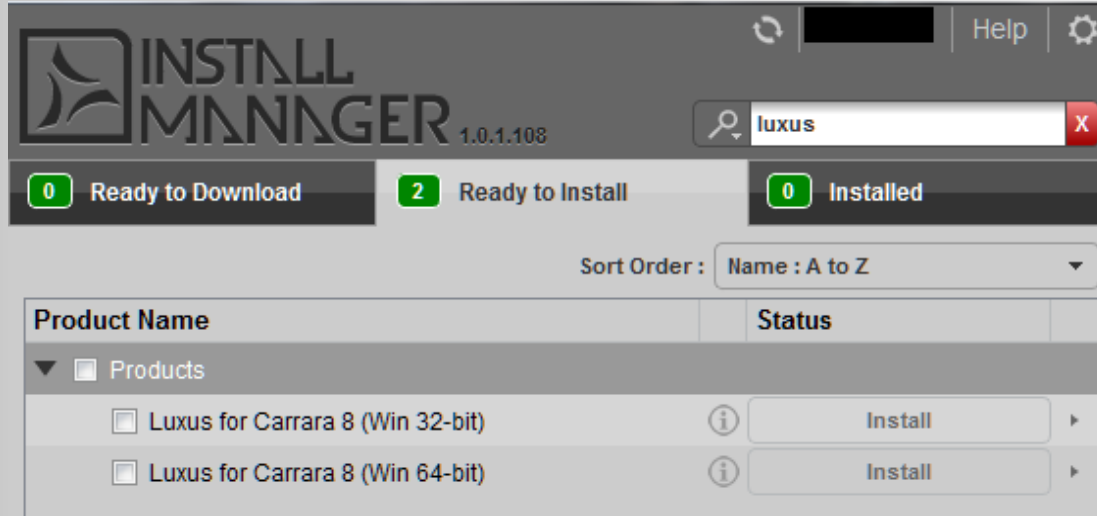 Help
INSTALL
MANAGER 1.0.1.108
luxus X
0 Ready to Download 2 Ready to Install 0 Installed
Sort Order : Name : A to Z
Product Name Status
Products
Luxus for Carrara 8 (Win 32-bit) i Install
Luxus for Carrara 8 (Win 64-bit) i Install